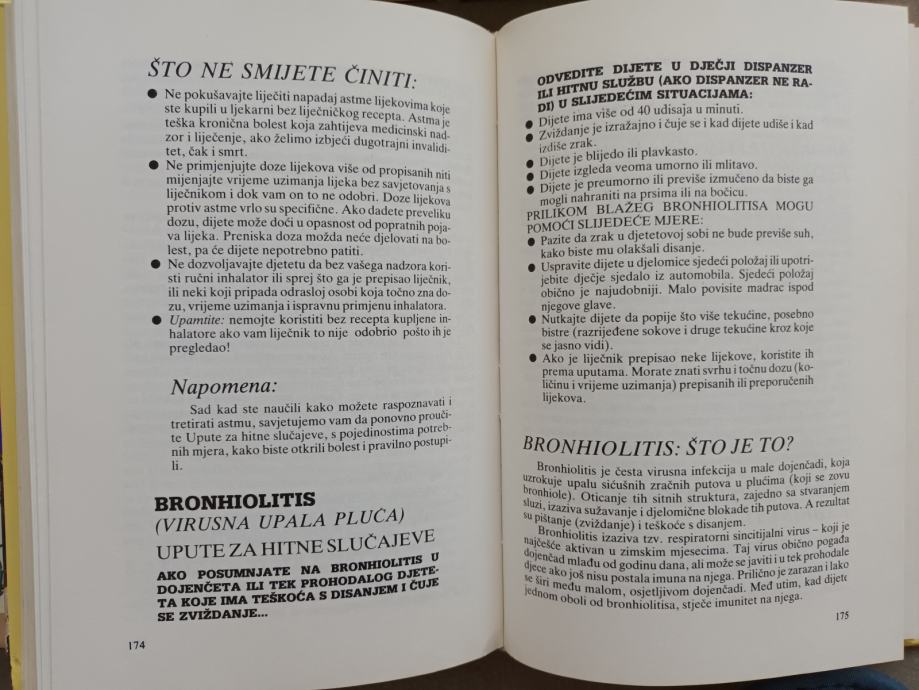 ŠTO NE SMIJETE ČINITI:
● Ne pokušavajte liječiti napadaj astme lijekovima koje
ste kupili u ljekarni bez liječničkog recepta. Astma je
teška kronična bolest koja zahtijeva medicinski nad-
zor i liječenje, ako želimo izbjeći dugotrajni invalidi-
tet, čak i smrt.
● Ne primjenjujte doze lijekova više od propisanih niti
mijenjajte vrijeme uzimanja lijeka bez savjetovanja s
liječnikom i dok vam on to ne odobri. Doze lijekova
protiv astme vrlo su specifične. Ako dadete preveliku
dozu, dijete može doći u opasnost od popratnih poja-
va lijeka. Preniska doza možda neće djelovati na bo-
lest, pa će dijete nepotrebno patiti.
● Ne dozvoljavajte djetetu da bez vašega nadzora kori-
sti ručni inhalator ili sprej što ga je prepisao liječnik,
ili neki koji pripada odrasloj osobi koja točno zna do-
zu, vrijeme uzimanja i ispravnu primjenu inhalatora.
● Upamtite: nemojte koristiti bez recepta kupljene in-
halatore ako vam liječnik to nije odobrio pošto ih je
pregledao!
Napomena:
Sad kad ste naučili kako možete raspoznavati i
tretirati astmu, savjetujemo vam da ponovno prouči-
te Upute za hitne slučajeve, s pojedinostima potreb-
nih mjera, kako biste otkrili bolest i pravilno postupi-
li.
BRONHIOLITIS
(VIRUSNA UPALA PLUĆA)
UPUTE ZA HITNE SLUČAJEVE
AKO POSUMNJATE NA BRONHIOLITIS U
DOJENČETA ILI TEK PROHODALOG DJETE-
TA KOJE IMA TEŠKOĆA S DISANJEM I ČUJE
SE ZVIŽDANJE...
174
ODVEDITE DIJETE U DJEČJI DISPANZER
ILI HITNU SLUŽBU (AKO DISPANZER NE RA-
DI) U SLIJEDEĆIM SITUACIJAMA:
● Dijete ima više od 40 udisaja u minuti.
● Zviždanje je izražajno i čuje se i kad dijete udiše i kad
izdiše zrak.
● Dijete je blijedo ili plavkasto.
● Dijete izgleda veoma umorno ili mlitavo.
● Dijete je preumorno ili previše izmučeno da biste ga
mogli nahraniti na prsima ili na bočicu.
PRILIKOM BLAŽEG BRONHIOLITISA MOGU
POMOĆI SLIJEDEĆE MJERE:
● Pazite da zrak u djetetovoj sobi ne bude previše suh,
kako biste mu olakšali disanje.
● Uspravite dijete u djelomice sjedeći položaj ili upotri-
jebite dječje sjedalo iz automobila. Sjedeći položaj
obično je najudobniji. Malo povisite madrac ispod
njegove glave.
● Nutkajte dijete da popije što više tekućine, posebno
bistre (razrijeđene sokove i druge tekućine kroz koje
se jasno vidi).
● Ako je liječnik prepisao neke lijekove, koristite ih
prema uputama. Morate znati svrhu i točnu dozu (ko-
ličinu i vrijeme uzimanja) prepisanih ili preporučenih
lijekova.
BRONHIOLITIS: ŠTO JE TO?
Bronhiolitis je česta virusna infekcija u male dojenčadi, koja
uzrokuje upalu sićušnih zračnih putova u plućima (koji se zovu
bronhiole). Oticanje tih sitnih struktura, zajedno sa stvaranjem
sluzi, izaziva sužavanje i djelomične blokade tih putova. A rezultat
su pištanje (zviždanje) i teškoće s disanjem.
Bronhiolitis izaziva tzv. respiratorni sincitijalni virus – koji je
najčešće aktivan u zimskim mjesecima. Taj virus obično pogađa
dojenčad mlađu od godinu dana, ali može se javiti i u tek prohodale
djece ako još nisu postala imuna na njega. Prilično je zarazan i lako
se širi među malom, osjetljivom dojenčadi. Među tim, kad dijete
jednom oboli od bronhiolitisa, stječe imunitet na njega.
175